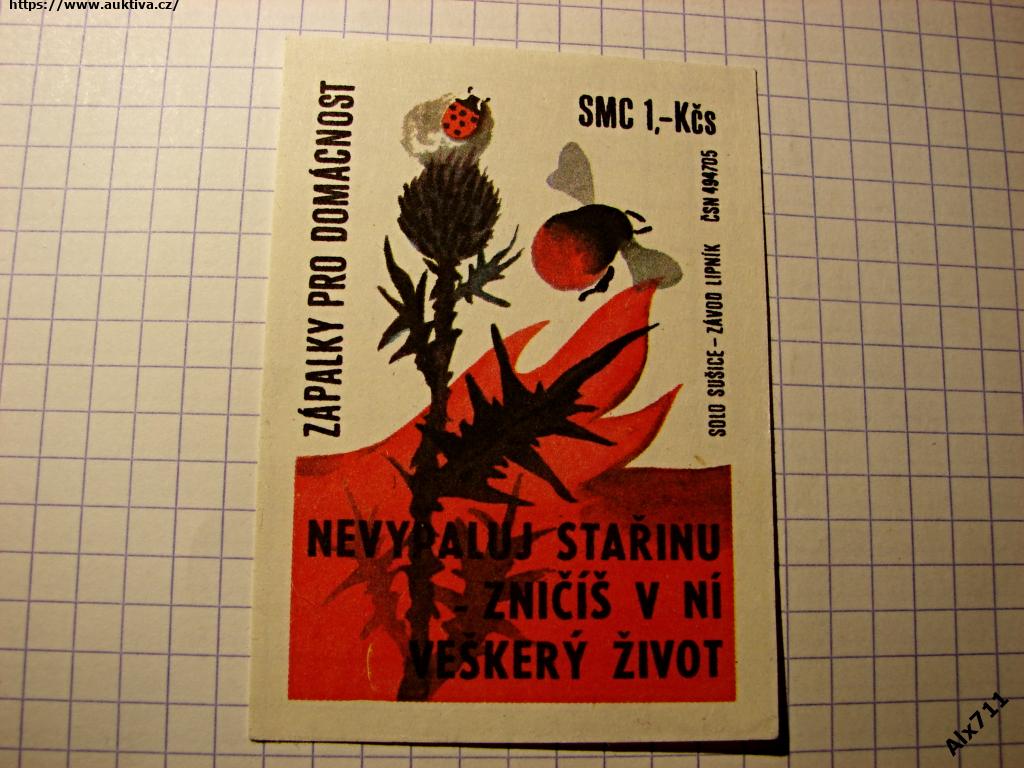 https://www.auktiva.cz/
ZÁPALKY PRO DOMÁCNOST
SMC 1,-Kčs
SOLO SUŠICE – ZÁVOD LIPNÍK ČSN 494705
NEVYPALUJ STAŘINU
- ZNIČÍŠ V NÍ
VEŠKERÝ ŽIVOT
Alx711